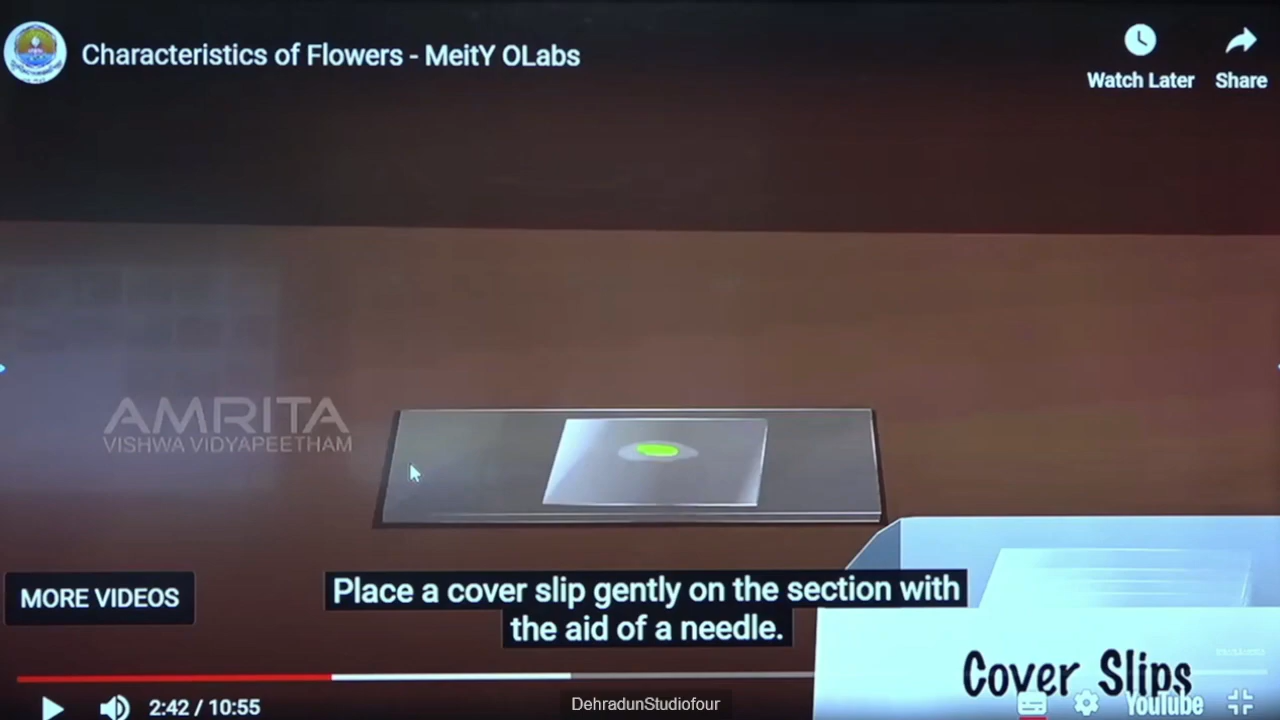 Characteristics of Flowers - MeitY OLabs
Watch Later
Share
AMRITA
VISHWA VIDYAPEETHAM
MORE VIDEOS
Place a cover slip gently on the section with
the aid of a needle.
Cover Slips
2:42 / 10:55
DehradunStudiofour
YouTube